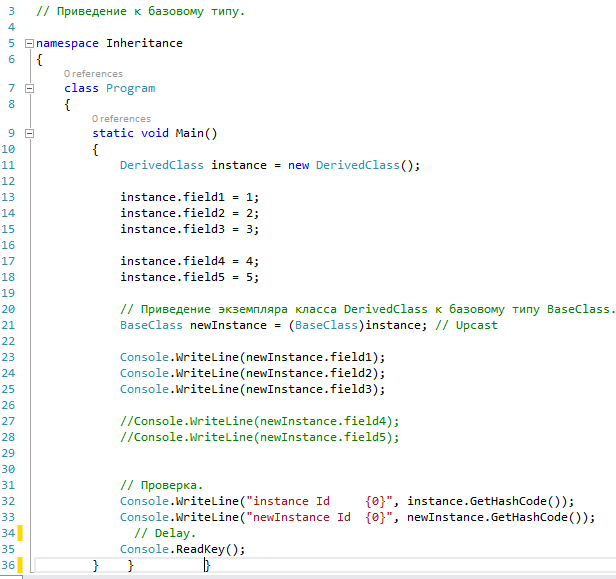 3 // Приведение к базовому типу.
4
5 namespace Inheritance
6 {
0 references
7 class Program
8 {
0 references
9 static void Main()
10 {
11 DerivedClass instance = new DerivedClass();
12
13 instance.field1 = 1;
14 instance.field2 = 2;
15 instance.field3 = 3;
16
17 instance.field4 = 4;
18 instance.field5 = 5;
19
20 // Приведение экземпляра класса DerivedClass к базовому типу BaseClass.
21 BaseClass newInstance = (BaseClass)instance; // Upcast
22
23 Console.WriteLine(newInstance.field1);
24 Console.WriteLine(newInstance.field2);
25 Console.WriteLine(newInstance.field3);
26
27 //Console.WriteLine(newInstance.field4);
28 //Console.WriteLine(newInstance.field5);
29
30
31 // Проверка.
32 Console.WriteLine("instance Id     {0}", instance.GetHashCode());
33 Console.WriteLine("newInstance Id  {0}", newInstance.GetHashCode());
34 // Delay.
35 Console.ReadKey();
36 } } }